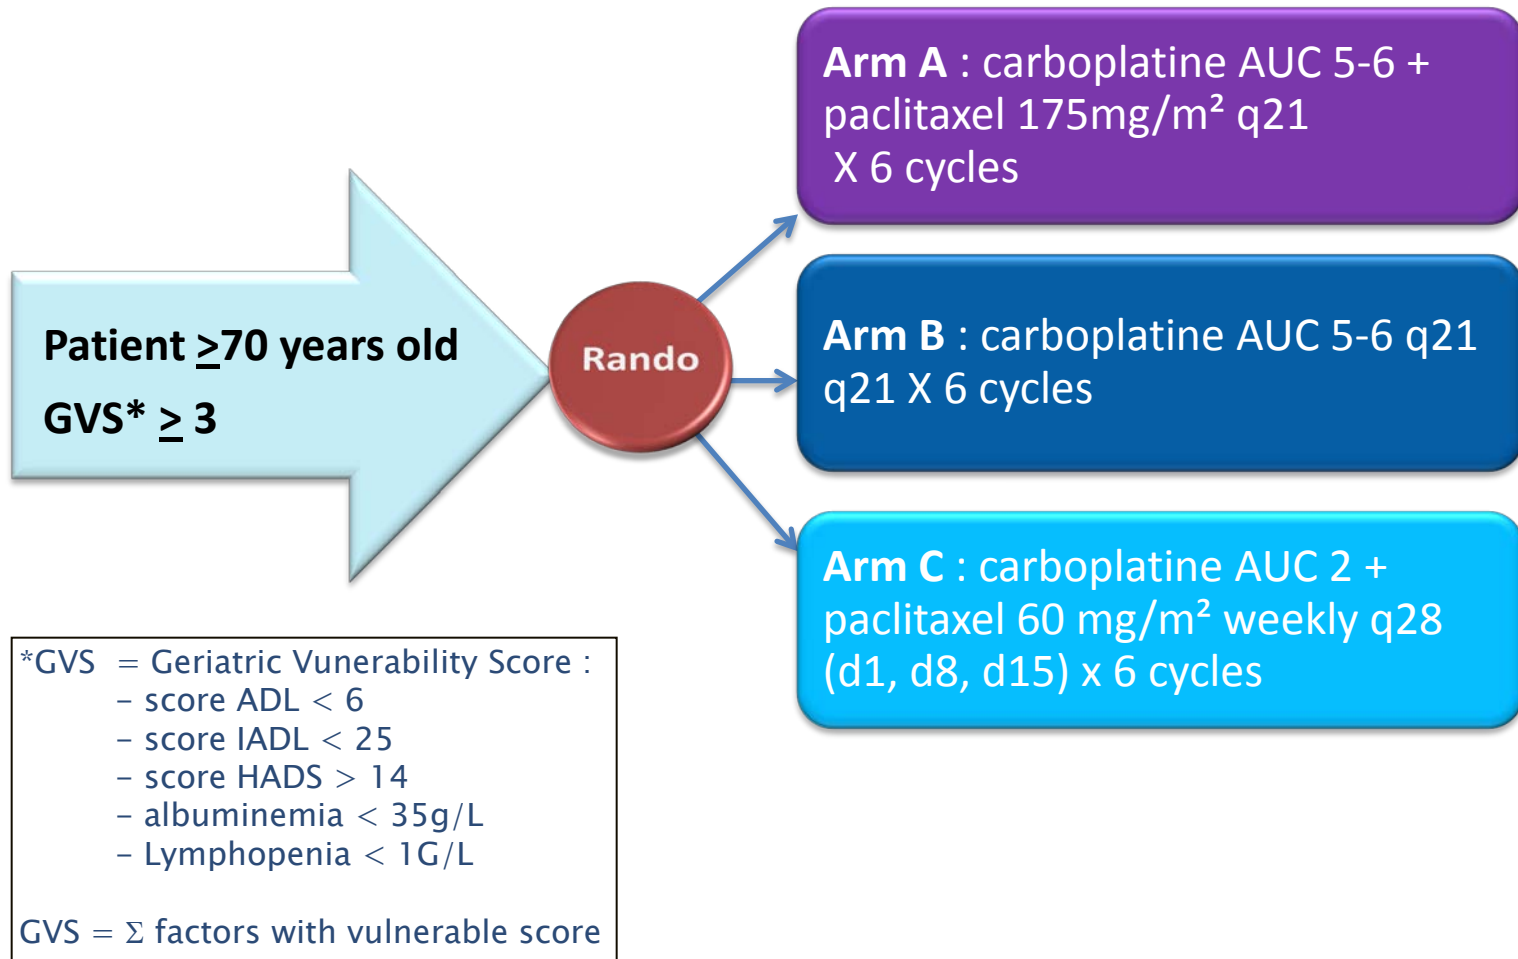 Arm A : carboplatine AUC 5-6 +
paclitaxel 175mg/m² q21
X 6 cycles
Patient ≥70 years old
GVS* ≥ 3
Rando
Arm B : carboplatine AUC 5-6 q21
q21 X 6 cycles
Arm C : carboplatine AUC 2 +
paclitaxel 60 mg/m² weekly q28
(d1, d8, d15) x 6 cycles
*GVS = Geriatric Vunerability Score :
– score ADL < 6
– score IADL < 25
– score HADS > 14
– albuminemia < 35g/L
– Lymphopenia < 1G/L
GVS = Σ factors with vulnerable score